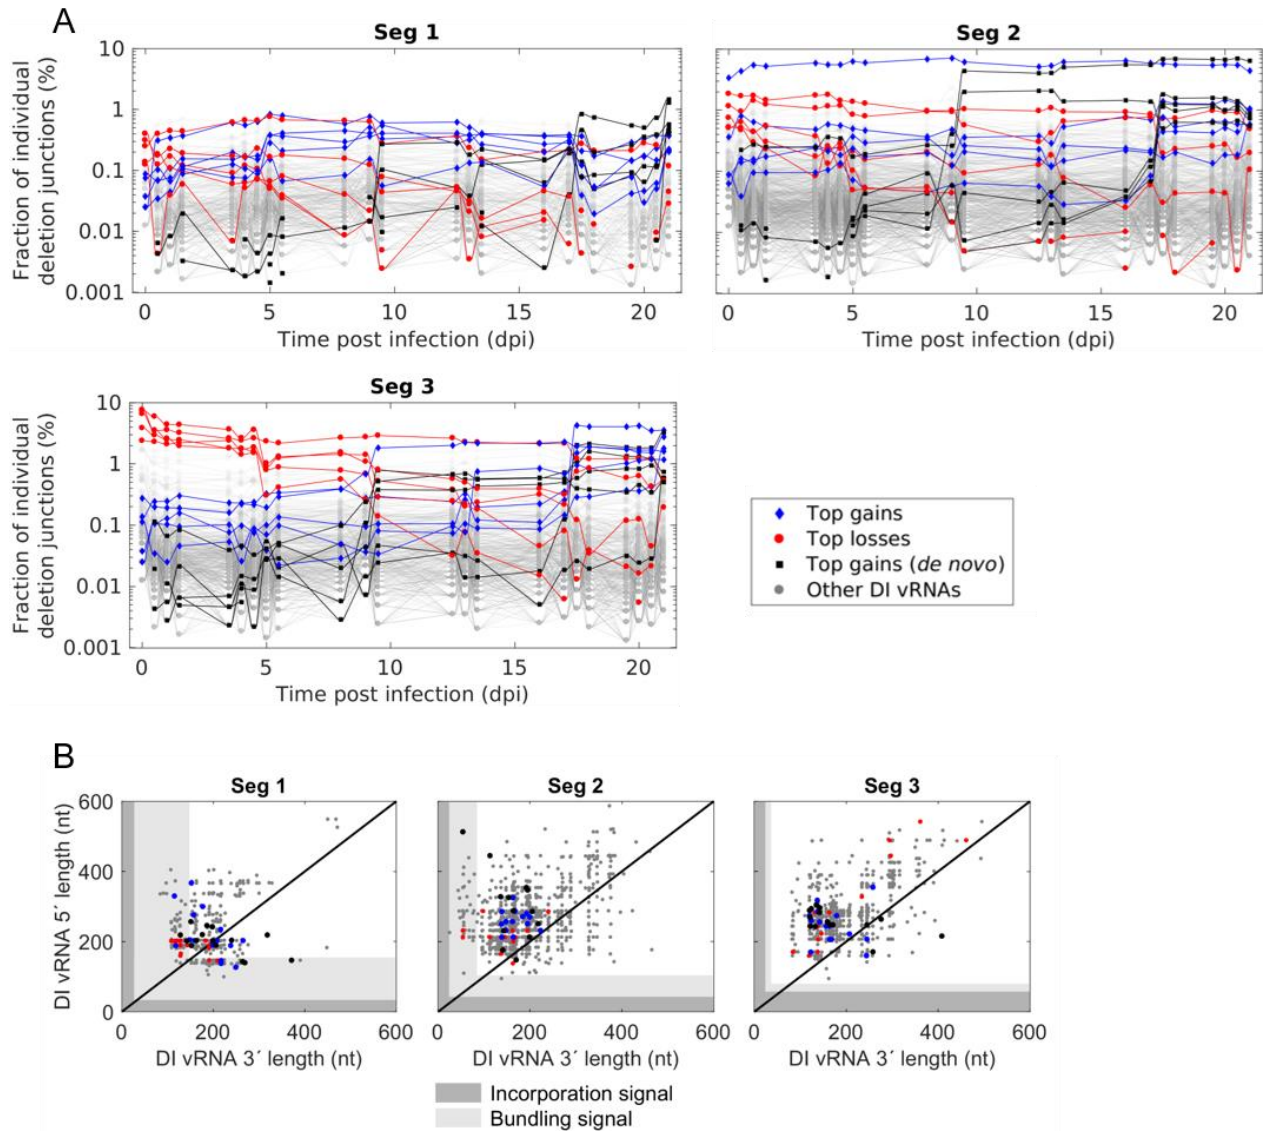 A
Seg 1
Seg 2
10
1
0.1
0.01
0.001
Fraction of individual
deletion junctions (%)
0 5 10 15 20
Time post infection (dpi)
10
1
0.1
0.01
0.001
0 5 10 15 20
Time post infection (dpi)
Seg 3
10
1
0.1
0.01
0.001
Fraction of individual
deletion junctions (%)
0 5 10 15 20
Time post infection (dpi)
Top gains
Top losses
Top gains (de novo)
Other DI vRNAs
B
Seg 1
Seg 2
Seg 3
600
400
200
0
DI vRNA 5´ length (nt)
0 200 400 600
DI vRNA 3´ length (nt)
600
400
200
0
0 200 400 600
DI vRNA 3´ length (nt)
600
400
200
0
0 200 400 600
DI vRNA 3´ length (nt)
Incorporation signal
Bundling signal